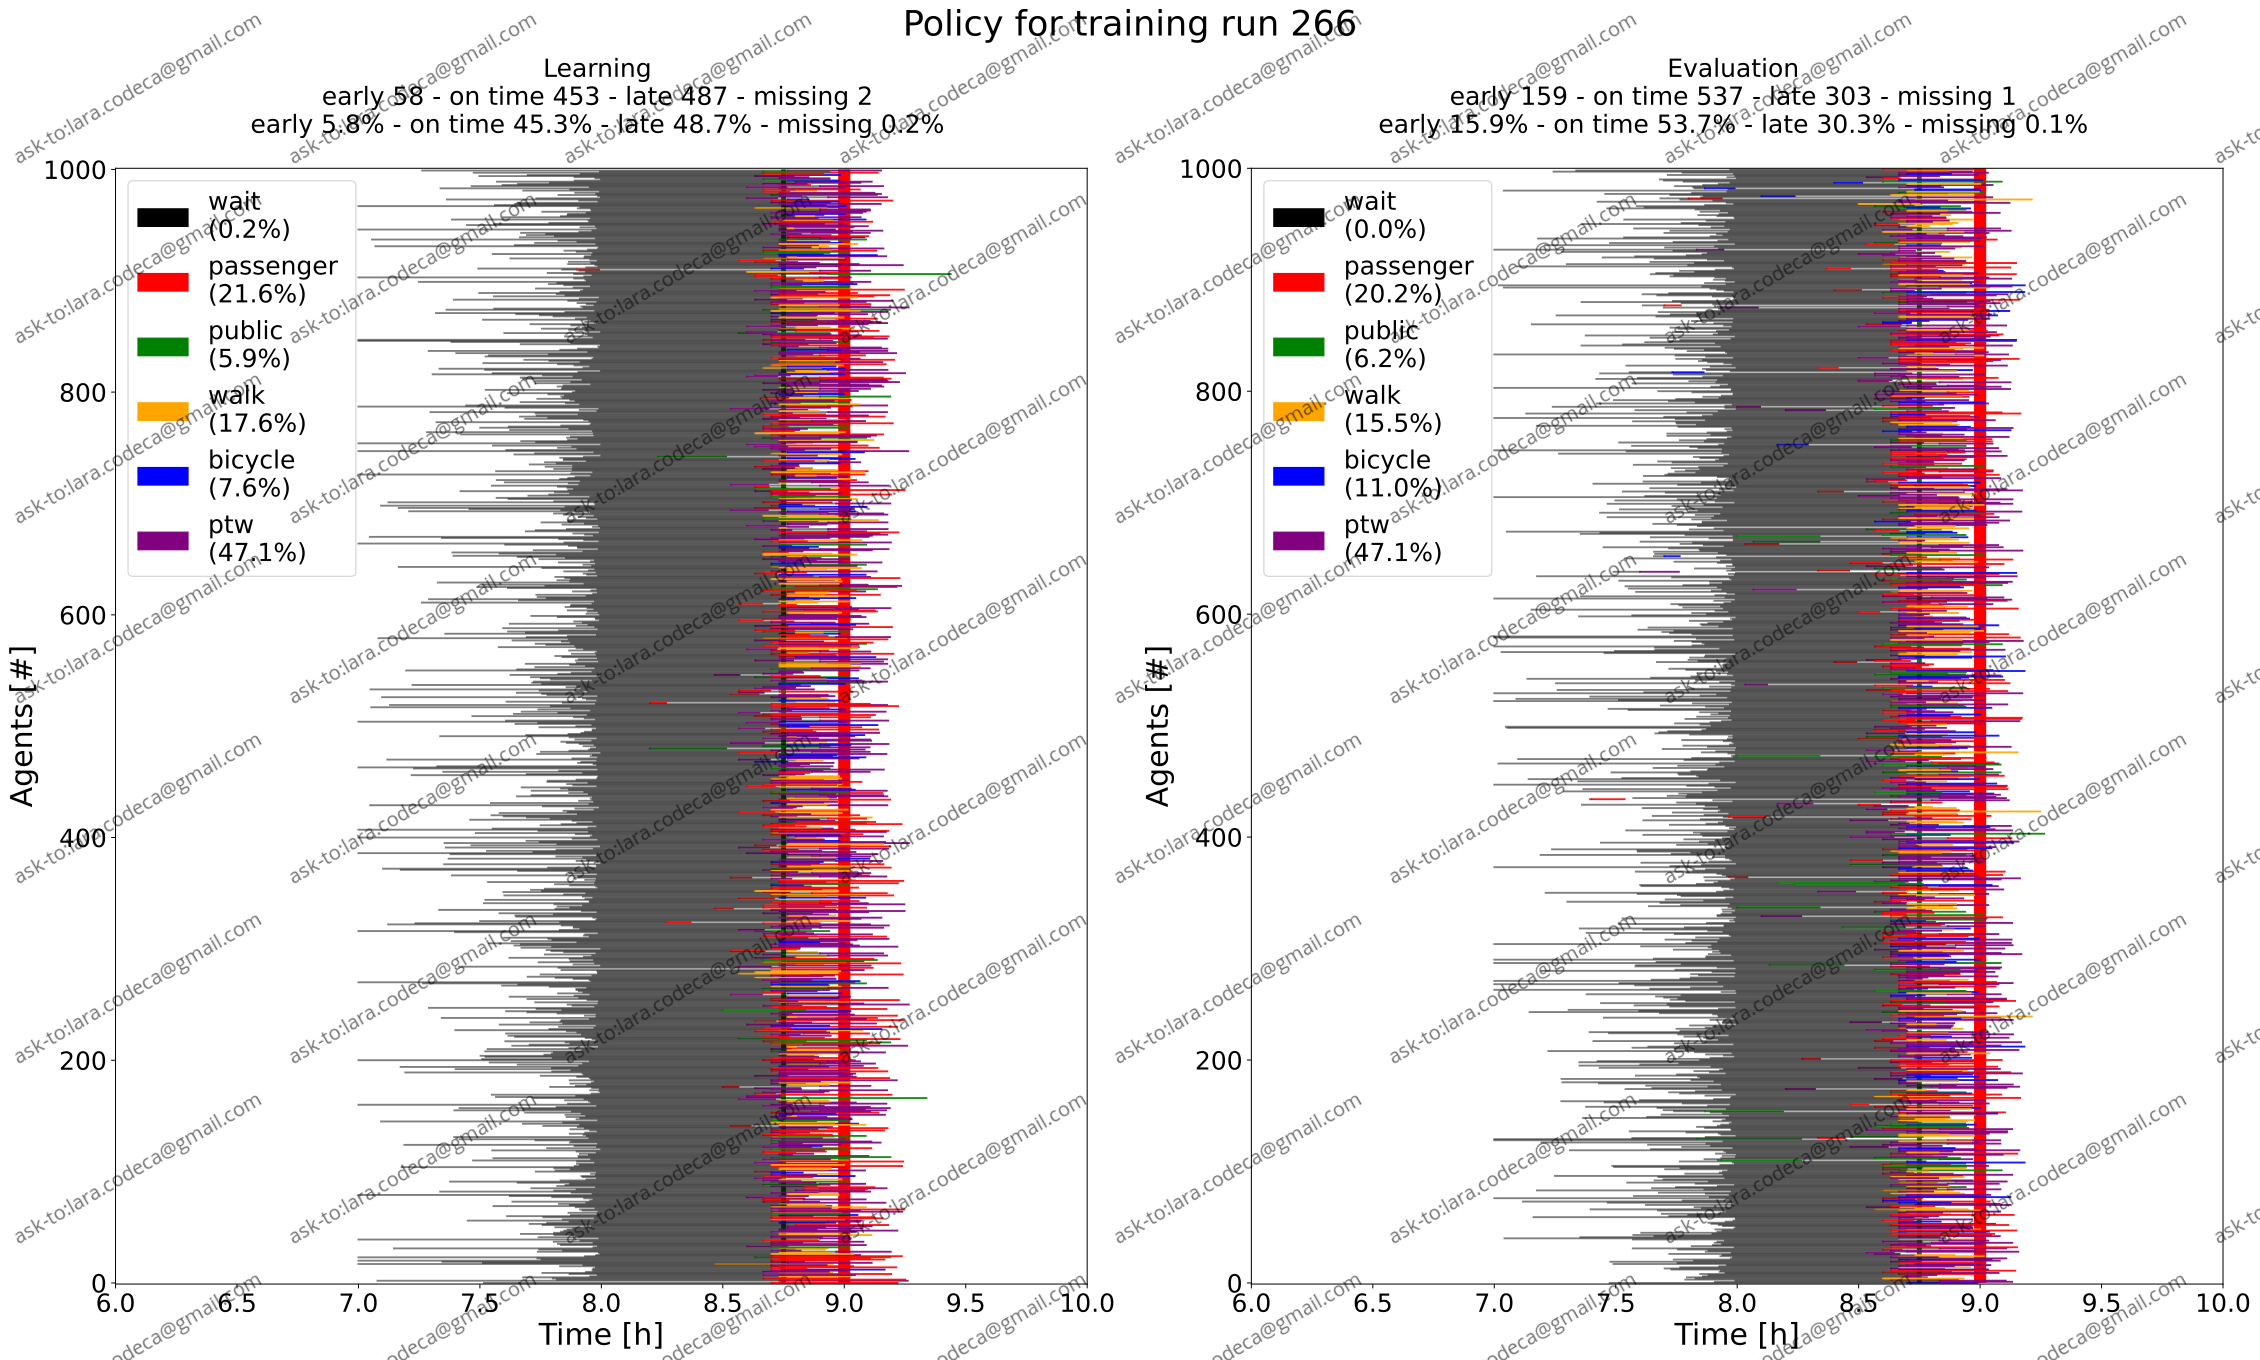 Policy for training run 266
Learning
early 58 - on time 453 - late 487 - missing 2
early 5.8% - on time 45.3% - late 48.7% - missing 0.2%
wait
(0.2%)
passenger
(21.6%)
public
(5.9%)
walk
(17.6%)
bicycle
(7.6%)
ptw
(47.1%)
Agents [#]
1000
800
600
400
200
0
6.0 6.5 7.0 7.5 8.0 8.5 9.0 9.5 10.0
Time [h]
Evaluation
early 159 - on time 537 - late 303 - missing 1
early 15.9% - on time 53.7% - late 30.3% - missing 0.1%
wait
(0.0%)
passenger
(20.2%)
public
(6.2%)
walk
(15.5%)
bicycle
(11.0%)
ptw
(47.1%)
Agents [#]
1000
800
600
400
200
0
6.0 6.5 7.0 7.5 8.0 8.5 9.0 9.5 10.0
Time [h]
ask-to:lara.codeca@gmail.com